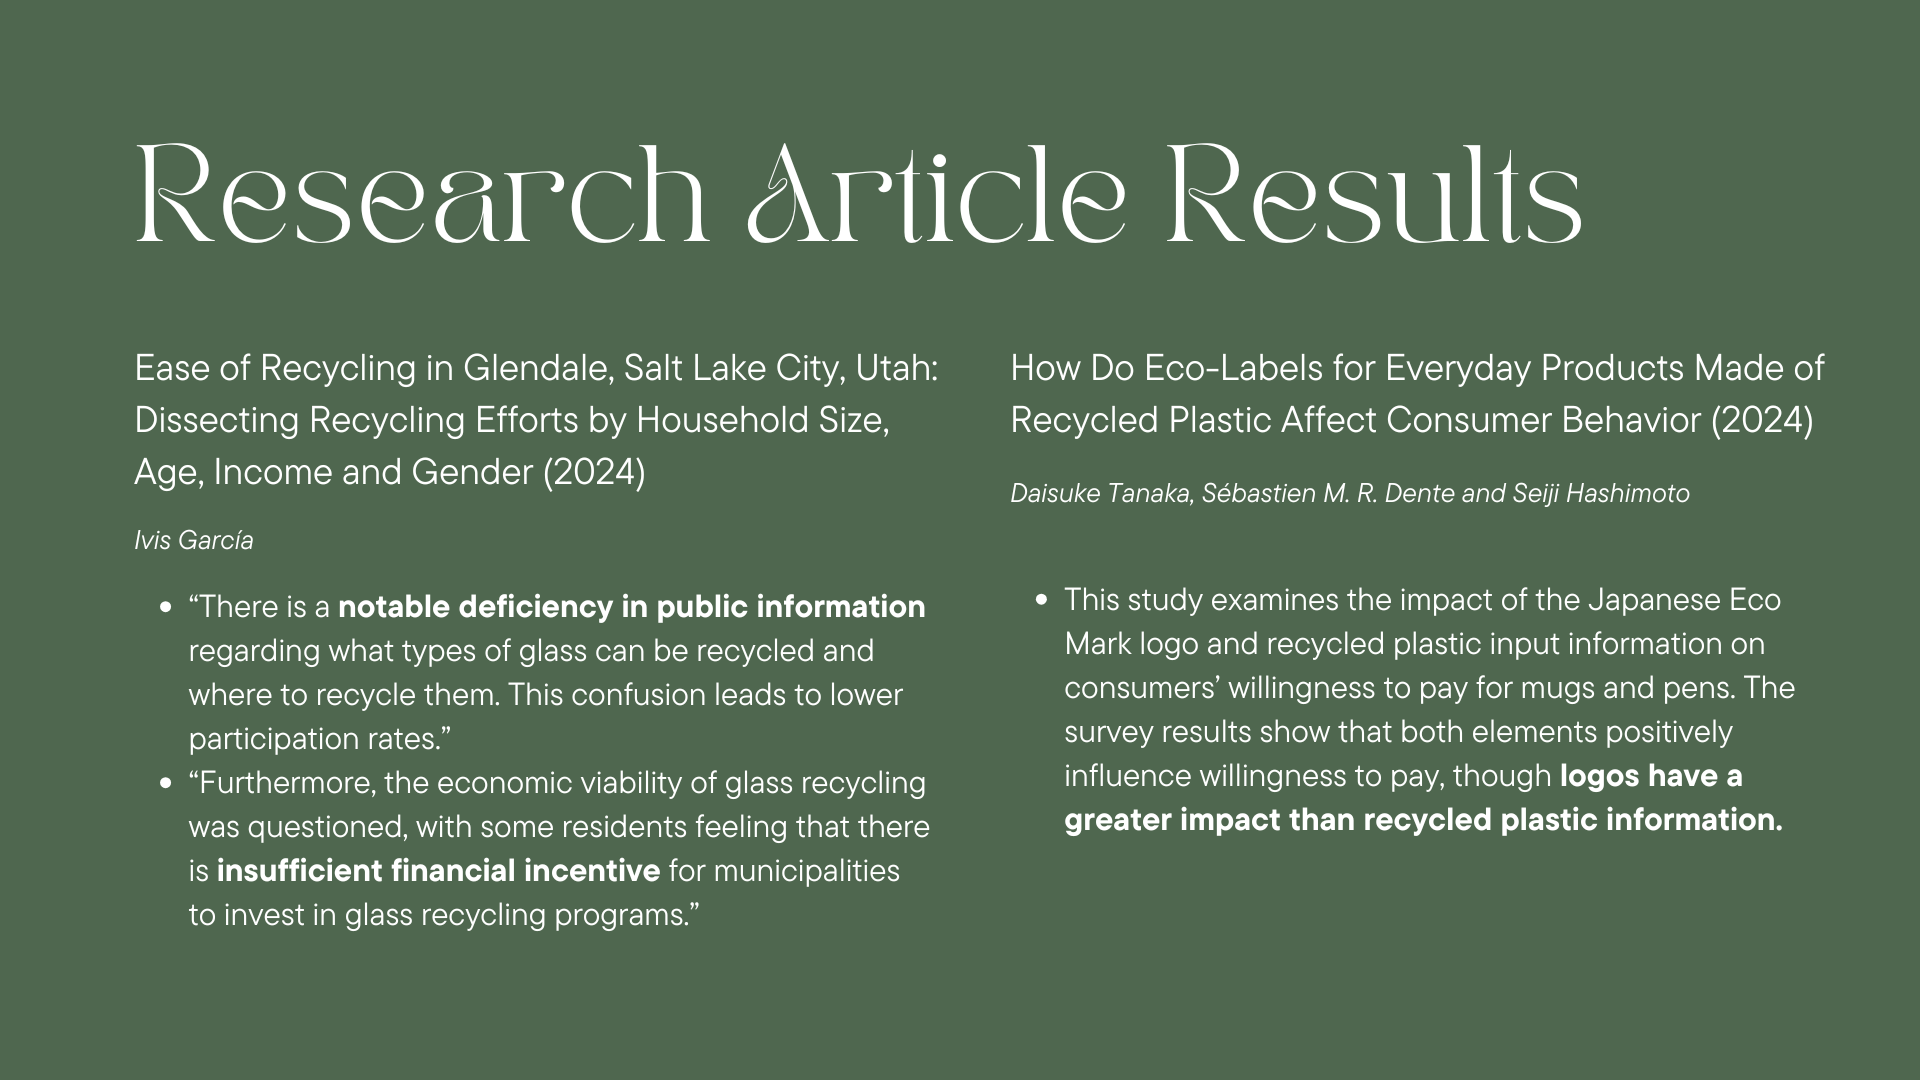 Research Article Results
Ease of Recycling in Glendale, Salt Lake City, Utah:
Dissecting Recycling Efforts by Household Size,
Age, Income and Gender (2024)
Ivis García
• “There is a notable deficiency in public information
regarding what types of glass can be recycled and
where to recycle them. This confusion leads to lower
participation rates.”
• “Furthermore, the economic viability of glass recycling
was questioned, with some residents feeling that there
is insufficient financial incentive for municipalities
to invest in glass recycling programs.”
How Do Eco-Labels for Everyday Products Made of
Recycled Plastic Affect Consumer Behavior (2024)
Daisuke Tanaka, Sébastien M. R. Dente and Seiji Hashimoto
• This study examines the impact of the Japanese Eco
Mark logo and recycled plastic input information on
consumers’ willingness to pay for mugs and pens. The
survey results show that both elements positively
influence willingness to pay, though logos have a
greater impact than recycled plastic information.